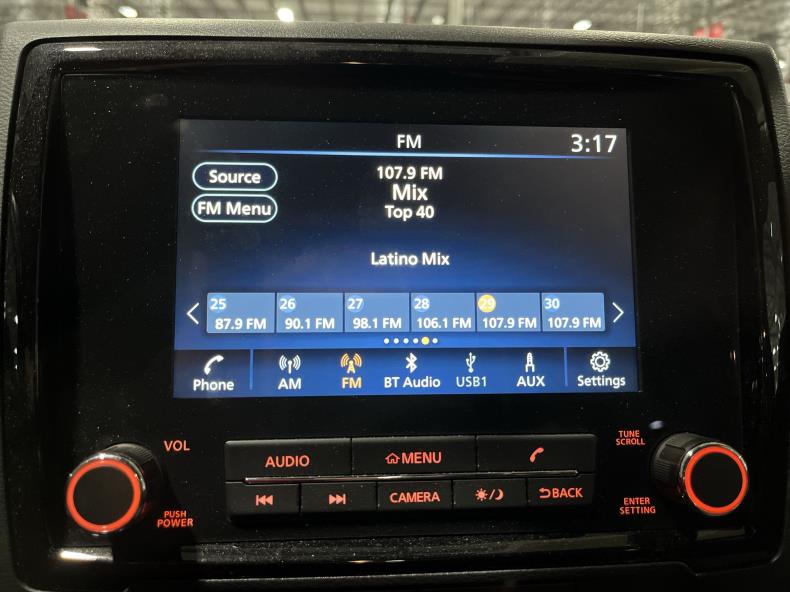 FM
3:17
Source
107.9 FM
Mix
FM Menu
Top 40
Latino Mix
25 26 27 28 29 30
87.9 FM 90.1 FM 98.1 FM 106.1 FM 107.9 FM 107.9 FM
Phone AM FM BT Audio USB1 AUX Settings
VOL
AUDIO MENU
TUNE
SCROLL
CAMERA BACK
PUSH
POWER
ENTER
SETTING